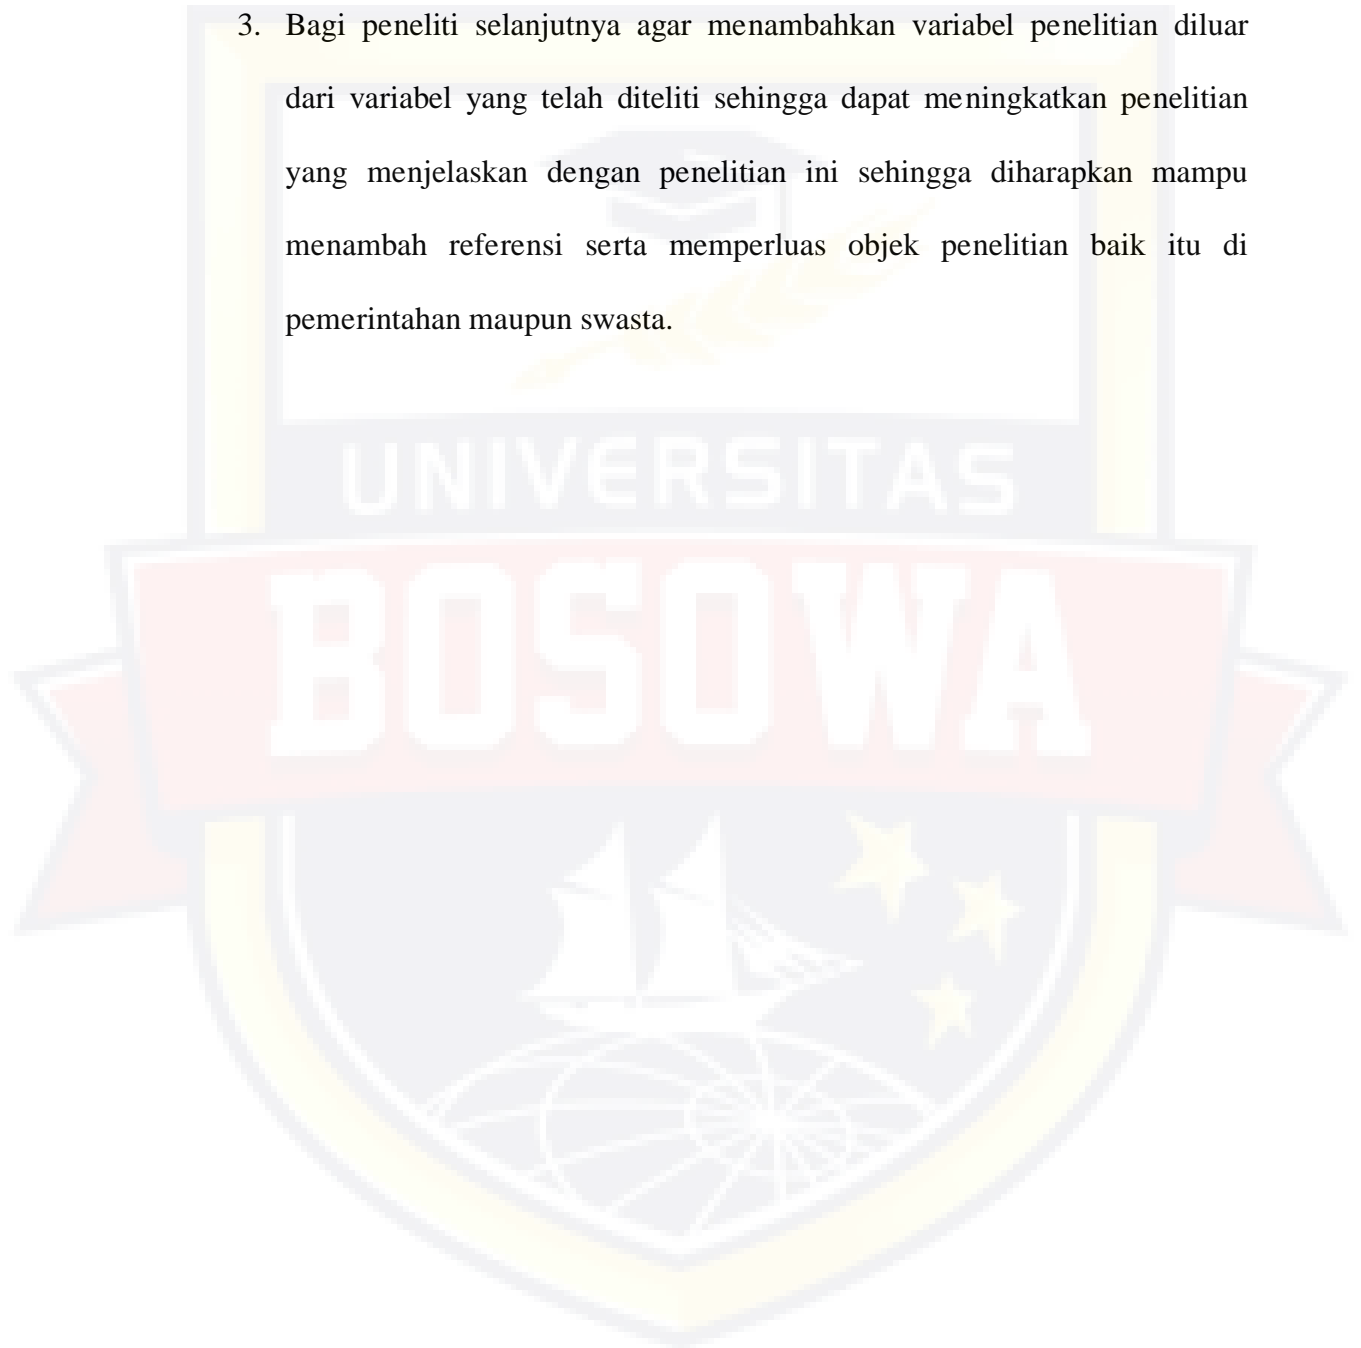 3. Bagi peneliti selanjutnya agar menambahkan variabel penelitian diluar
dari variabel yang telah diteliti sehingga dapat meningkatkan penelitian
yang menjelaskan dengan penelitian ini sehingga diharapkan mampu
menambah referensi serta memperluas objek penelitian baik itu di
pemerintahan maupun swasta.
UNIVERSITAS
BOSOWA